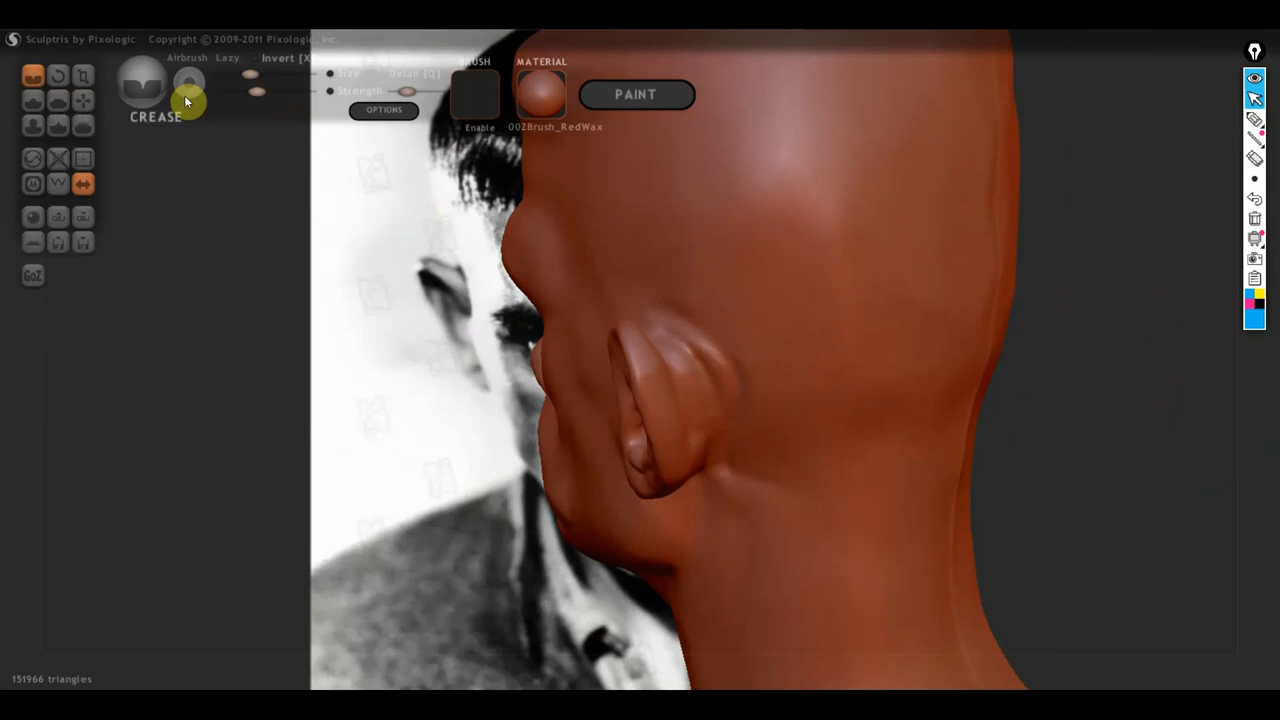 Sculptris by Pixologic Copyright © 2009-2011 Pixologic, Inc.
Airbrush Lazy Invert [X
Size Detail [Q]
Strength
OPTIONS
CREASE
BRUSH
Enable
MATERIAL
00ZBrush_RedWax
PAINT
GoZ
151966 triangles